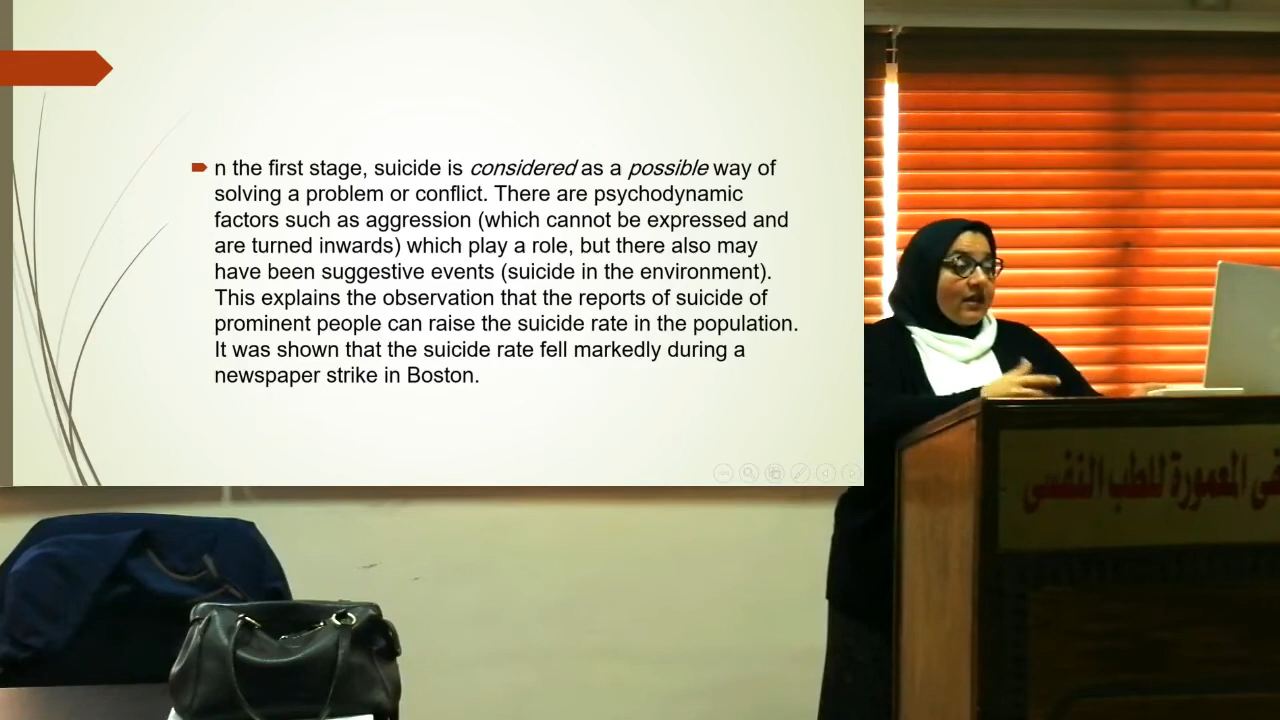 n the first stage, suicide is considered as a possible way of
solving a problem or conflict. There are psychodynamic
factors such as aggression (which cannot be expressed and
are turned inwards) which play a role, but there also may
have been suggestive events (suicide in the environment).
This explains the observation that the reports of suicide of
prominent people can raise the suicide rate in the population.
It was shown that the suicide rate fell markedly during a
newspaper strike in Boston.
المعمورة للطب النفسى